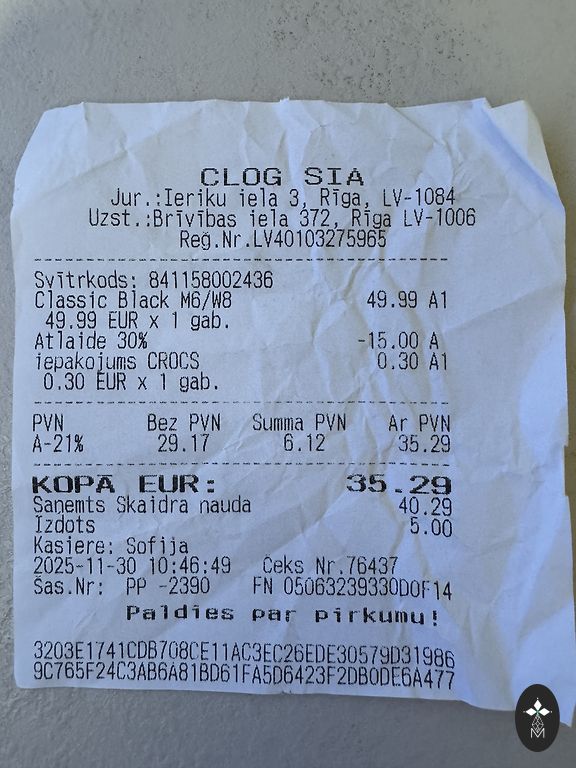 CLOG SIA
Jur.:Ieriku iela 3, Rīga, LV-1084
Uzst.:Brīvības iela 372, Rīga LV-1006
Reģ.Nr.LV40103275965
Svītrkods: 841158002436
Classic Black M6/W8 49.99 A1
49.99 EUR x 1 gab.
Atlaide 30% -15.00 A
iepakojums CROCS 0.30 A1
0.30 EUR x 1 gab.
PVN Bez PVN Summa PVN Ar PVN
A-21% 29.17 6.12 35.29
KOPĀ EUR: 35.29
Saņemts Skaidra nauda 40.29
Izdots 5.00
Kasiere: Sofija
2025-11-30 10:46:49 Čeks Nr.76437
Šas.Nr: PP -2390 FN 05063239330D0F14
Paldies par pirkumu!
3203E1741CDB708CE11AC3EC26EDE30579D31986
9C765F24C3AB6A81BD61FA5D6423F2DB0DE6A477